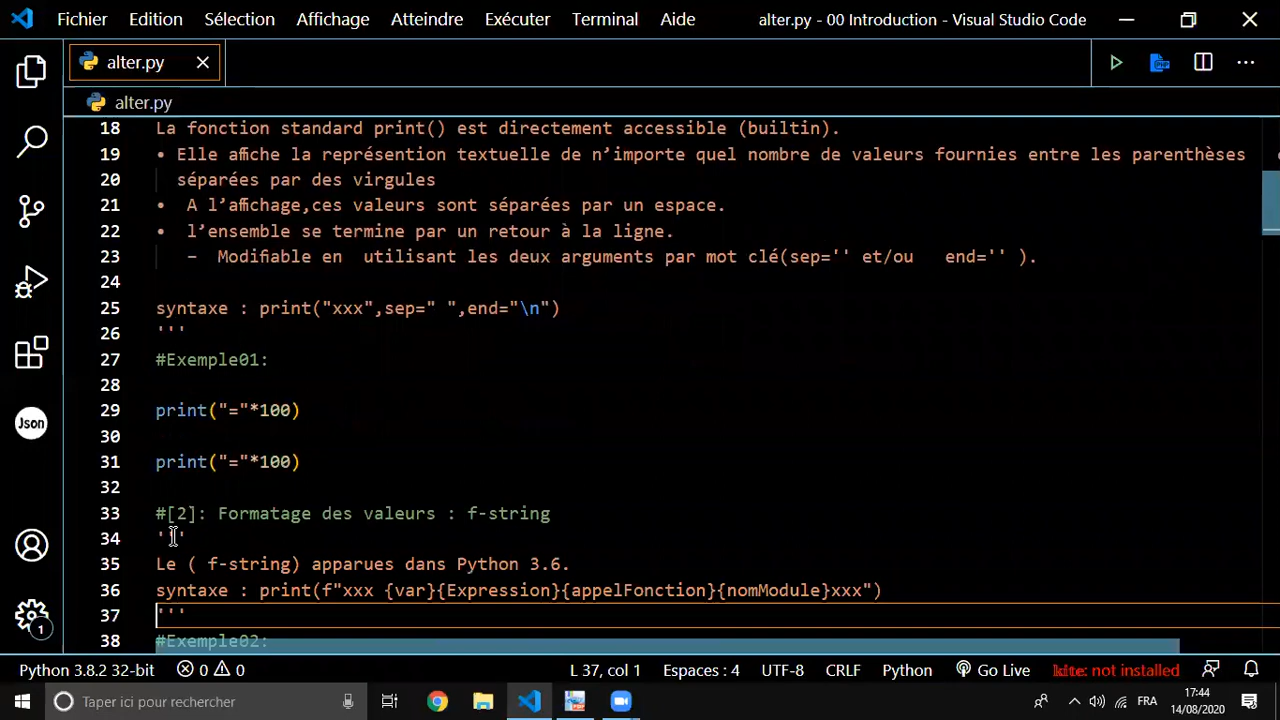 Fichier Edition Sélection Affichage Atteindre Exécuter Terminal Aide alter.py - 00 Introduction - Visual Studio Code
alter.py
alter.py
18 La fonction standard print() est directement accessible (builtin).
19 • Elle affiche la représention textuelle de n’importe quel nombre de valeurs fournies entre les parenthèses
20 séparées par des virgules
21 • A l’affichage,ces valeurs sont séparées par un espace.
22 • l’ensemble se termine par un retour à la ligne.
23 – Modifiable en utilisant les deux arguments par mot clé(sep='' et/ou end='' ).
24
25 syntaxe : print("xxx",sep=" ",end="\n")
26 '''
27 #Exemple01:
28
29 print("="*100)
30
31 print("="*100)
32
33 #[2]: Formatage des valeurs : f-string
34 '''
35 Le ( f-string) apparues dans Python 3.6.
36 syntaxe : print(f"xxx {var}{Expression}{appelFonction}{nomModule}xxx")
37 '''
38 #Exemple02:
Json
1
Python 3.8.2 32-bit 0 0 L 37, col 1 Espaces : 4 UTF-8 CRLF Python Go Live kite: not installed
Taper ici pour rechercher
FRA
17:44
14/08/2020